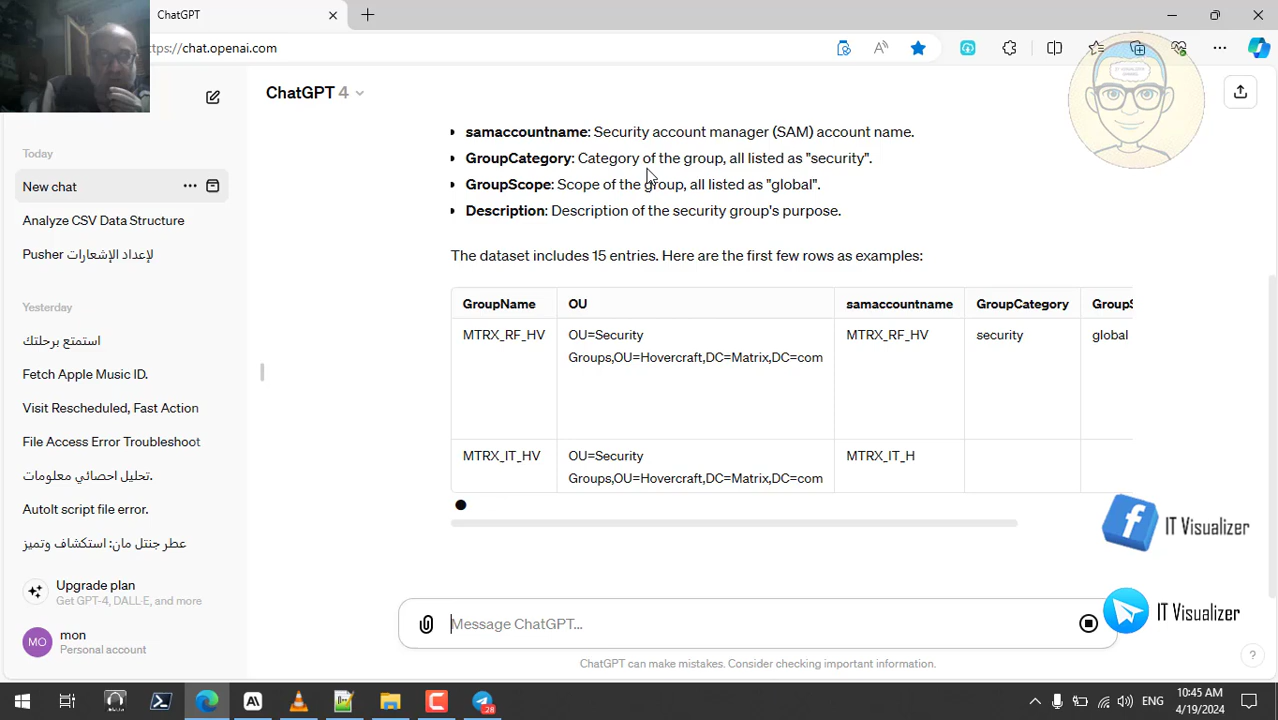 ChatGPT
ttps://chat.openai.com
ChatGPT 4
Today
New chat
Analyze CSV Data Structure
Pusher لإعداد الإشعارات
Yesterday
استمتع برحلتك
Fetch Apple Music ID.
Visit Rescheduled, Fast Action
File Access Error Troubleshoot
تحليل احصائي معلومات.
AutoIt script file error.
عطر جنتل مان: استكشاف وتميز
Upgrade plan
Get GPT-4, DALL·E, and more
MO
mon
Personal account
samaccountname: Security account manager (SAM) account name.
GroupCategory: Category of the group, all listed as "security".
GroupScope: Scope of the group, all listed as "global".
Description: Description of the security group's purpose.
The dataset includes 15 entries. Here are the first few rows as examples:
GroupName OU samaccountname GroupCategory GroupS
MTRX_RF_HV OU=Security MTRX_RF_HV security global
Groups,OU=Hovercraft,DC=Matrix,DC=com
MTRX_IT_HV OU=Security MTRX_IT_H
Groups,OU=Hovercraft,DC=Matrix,DC=com
IT Visualizer
IT Visualizer
Message ChatGPT...
ChatGPT can make mistakes. Consider checking important information.
?
28
ENG
10:45 AM
4/19/2024